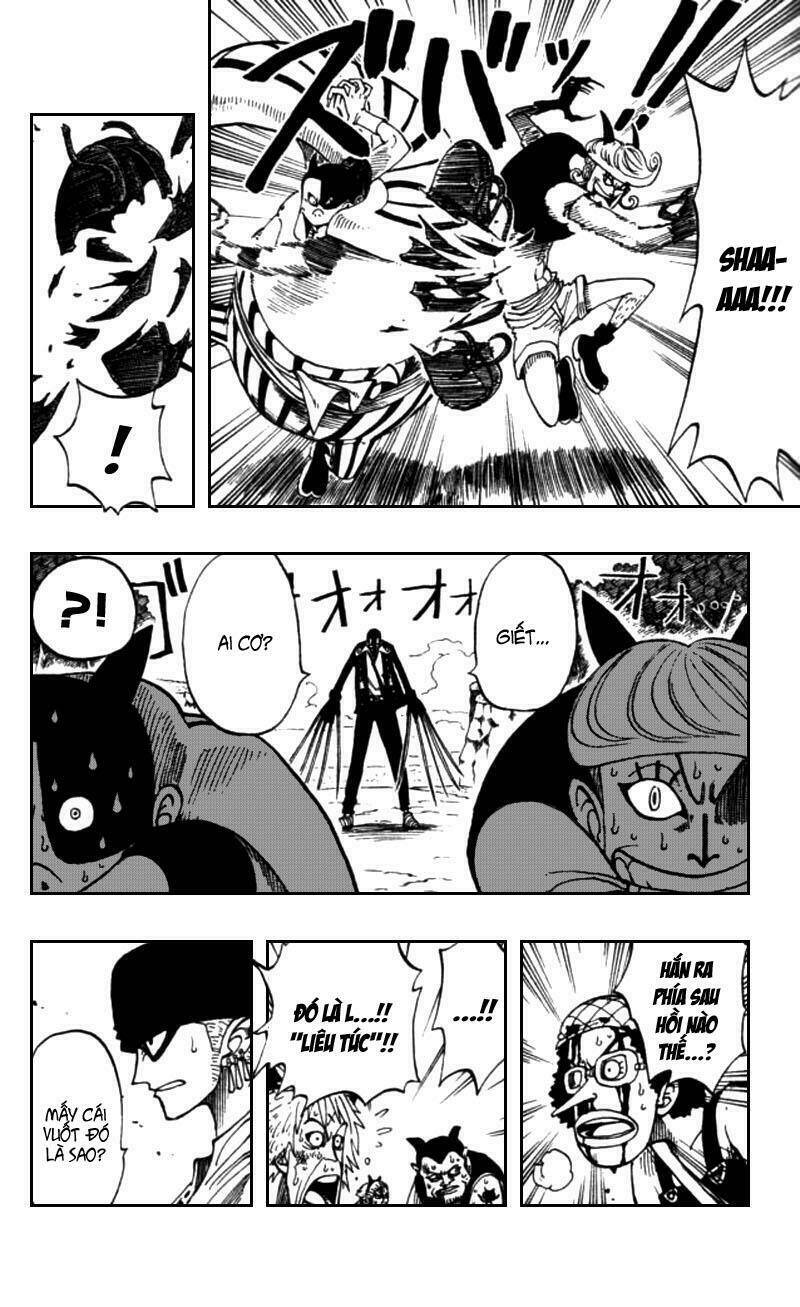 ズバッ!!
SHAA-
AAA!!!
!
オオオオ
オオッ...
GIẾT...
AI CƠ?
?!
HẮN RA
PHÍA SAU
HỒI NÀO
THẾ...?
...!!
ĐÓ LÀ L...!!
"LIÊU TÚC"!!
MẤY CÁI
VUỐT ĐÓ
LÀ SAO?